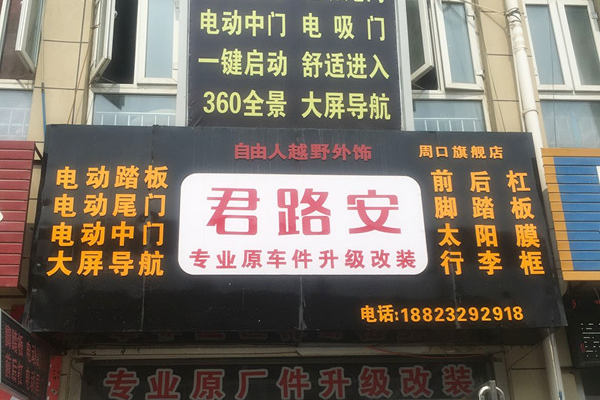 电动中门 电吸门
一键启动 舒适进入
360全景 大屏导航
自由人越野外饰
周口旗舰店
电动踏板
电动尾门
电动中门
大屏导航
君路安
专业原车件升级改装
前后杠
脚踏板
太阳膜
行李框
电话:18823292918
专业原厂件升级改装